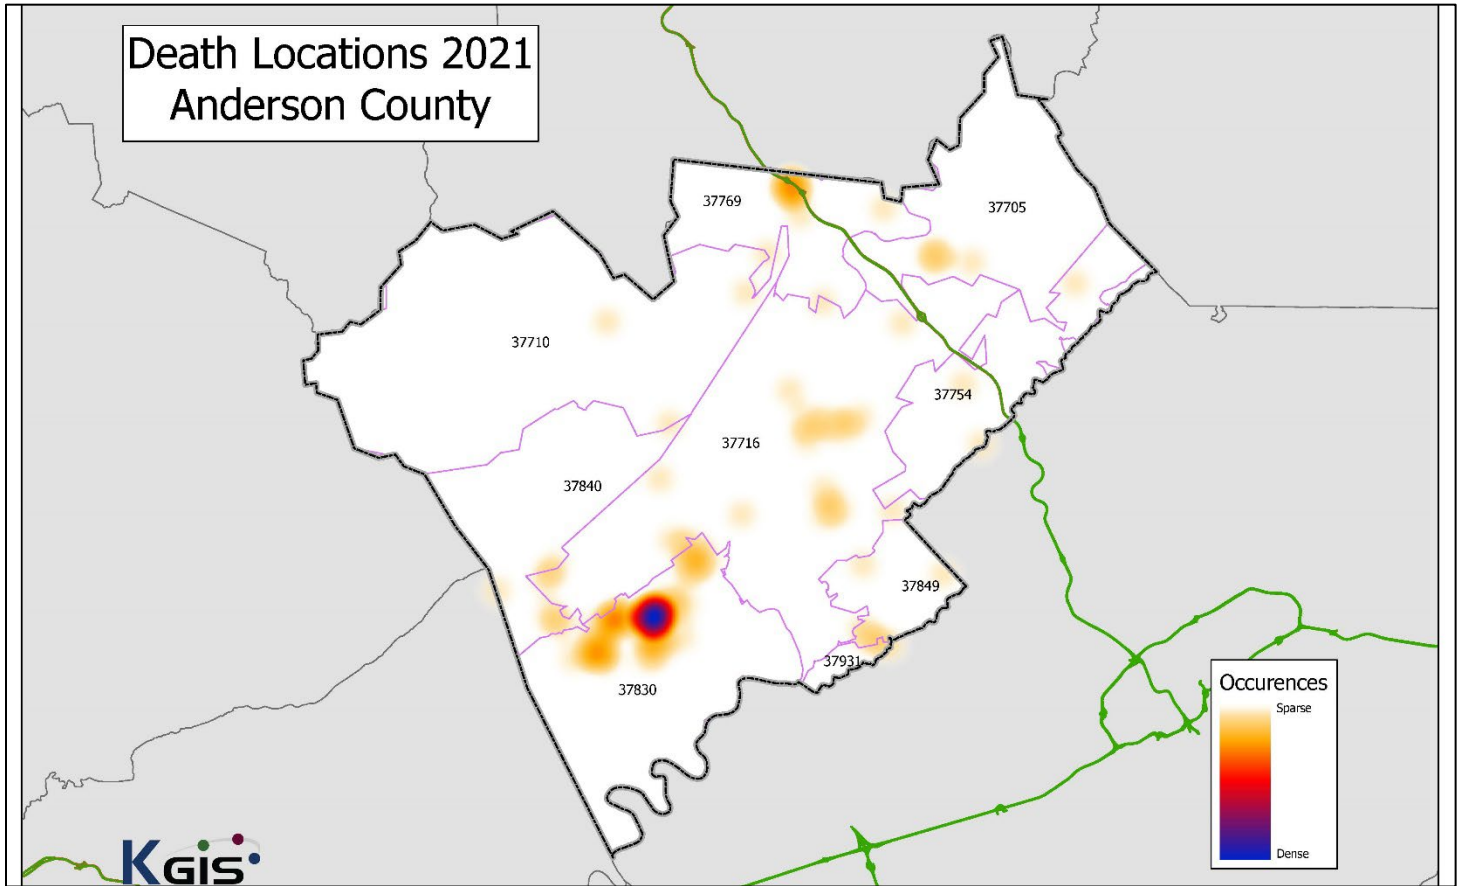 Death Locations 2021
Anderson County
37769
37705
37710
37754
37716
37840
37849
37931
37830
Occurences
Sparse
Dense
KGIS